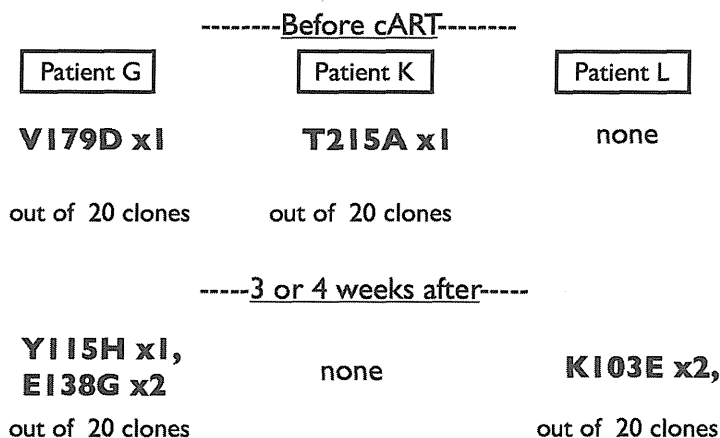 --------Before cART--------
Patient G Patient K Patient L
V179D x1 T215A x1 none
out of 20 clones out of 20 clones
-----3 or 4 weeks after-----
Y115H x1,
E138G x2 none K103E x2,
out of 20 clones out of 20 clones